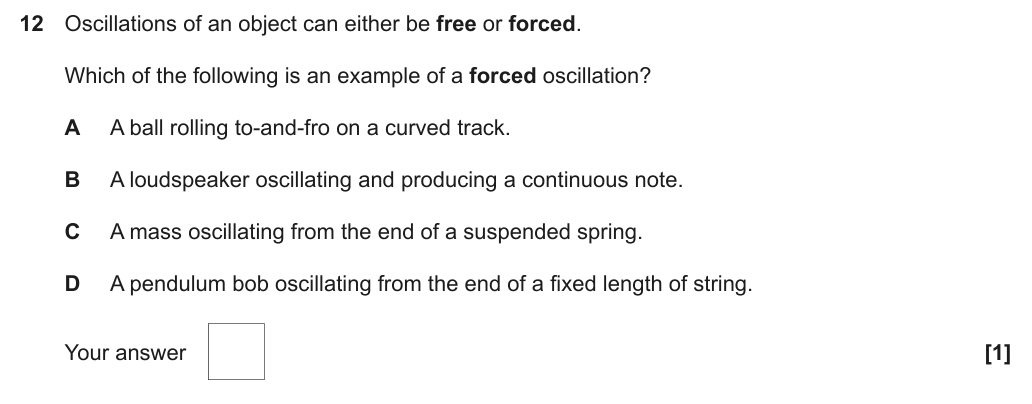 12 Oscillations of an object can either be free or forced.
Which of the following is an example of a forced oscillation?
A A ball rolling to-and-fro on a curved track.
B A loudspeaker oscillating and producing a continuous note.
C A mass oscillating from the end of a suspended spring.
D A pendulum bob oscillating from the end of a fixed length of string.
Your answer [1]